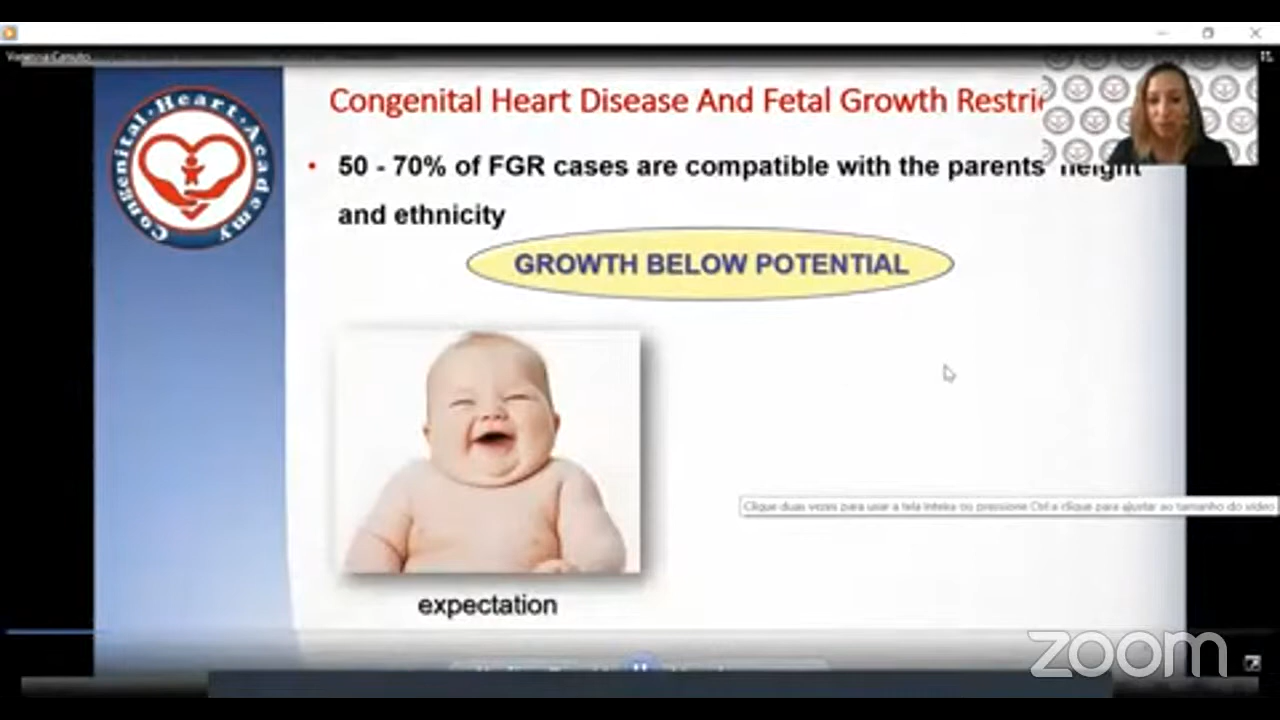 Vanessa Canuto
Congenital Heart Academy
Congenital Heart Disease And Fetal Growth Restri
• 50 - 70% of FGR cases are compatible with the parents' height
and ethnicity
GROWTH BELOW POTENTIAL
Clique duas vezes para usar a tela inteira ou pressione Ctrl e clique para ajustar ao tamanho do vídeo
expectation
zoom